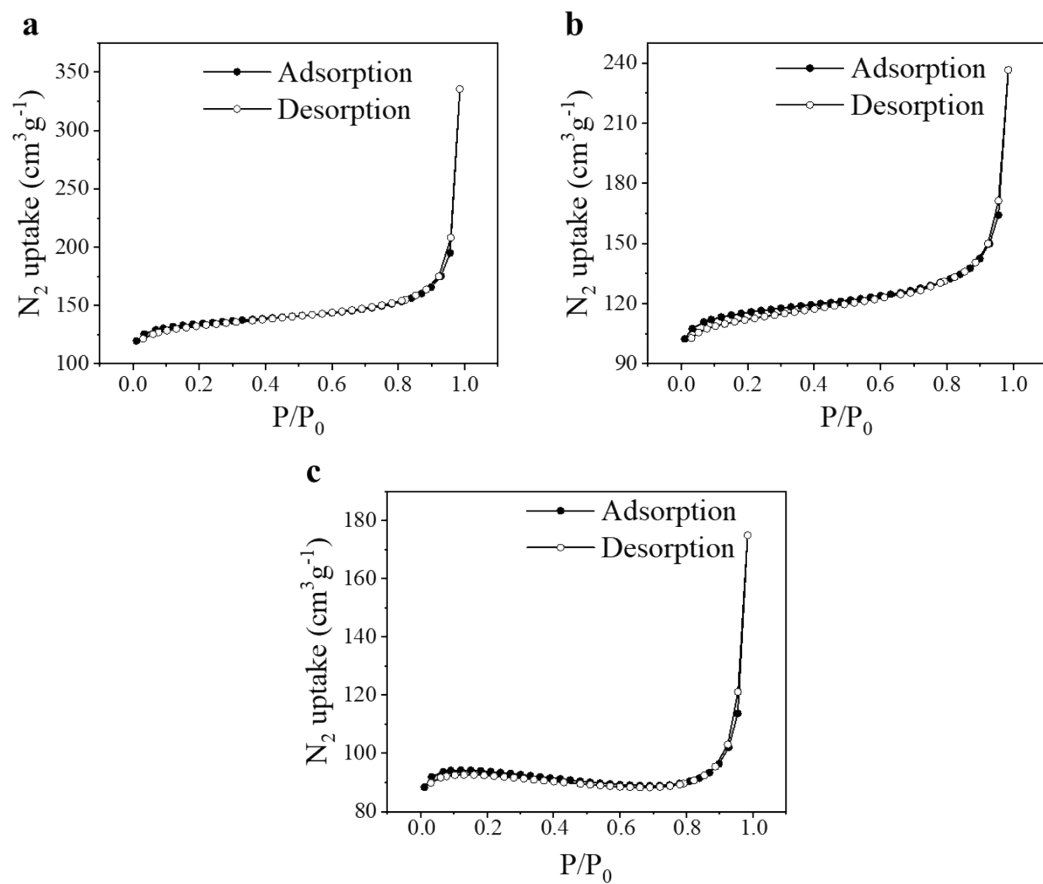 a
Adsorption
Desorption
N₂ uptake (cm³g⁻¹)
350
300
250
200
150
100
0.0 0.2 0.4 0.6 0.8 1.0
P/P₀
b
Adsorption
Desorption
N₂ uptake (cm³g⁻¹)
240
210
180
150
120
90
0.0 0.2 0.4 0.6 0.8 1.0
P/P₀
c
Adsorption
Desorption
N₂ uptake (cm³g⁻¹)
180
160
140
120
100
80
0.0 0.2 0.4 0.6 0.8 1.0
P/P₀